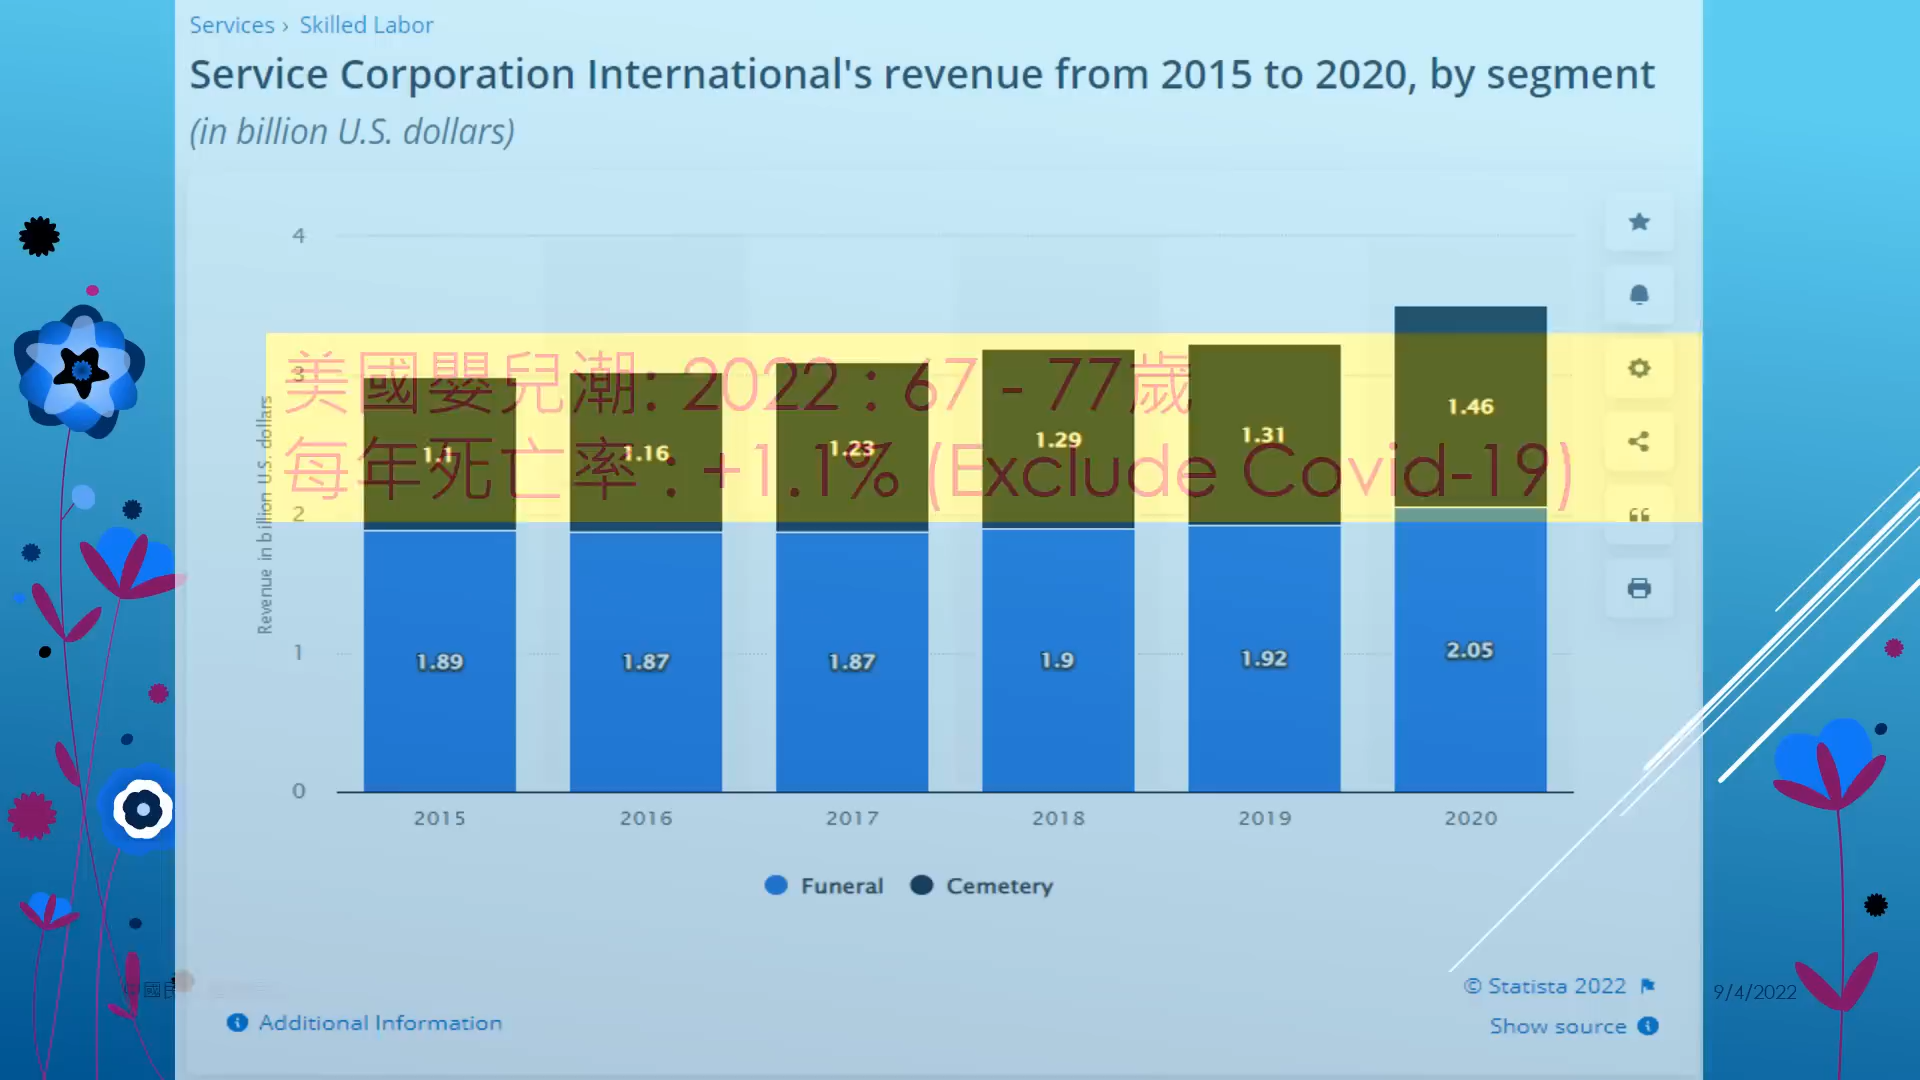 Services › Skilled Labor
Service Corporation International's revenue from 2015 to 2020, by segment
(in billion U.S. dollars)
4
3
2
1
0
Revenue in billion U.S. dollars
美國嬰兒潮: 2022 : 67 - 77歲
每年死亡率 : +1.1% (Exclude Covid-19)
1.1
1.16
1.23
1.29
1.31
1.46
1.89
1.87
1.87
1.9
1.92
2.05
2015
2016
2017
2018
2019
2020
Funeral
Cemetery
© Statista 2022
9/4/2022
Additional Information
Show source